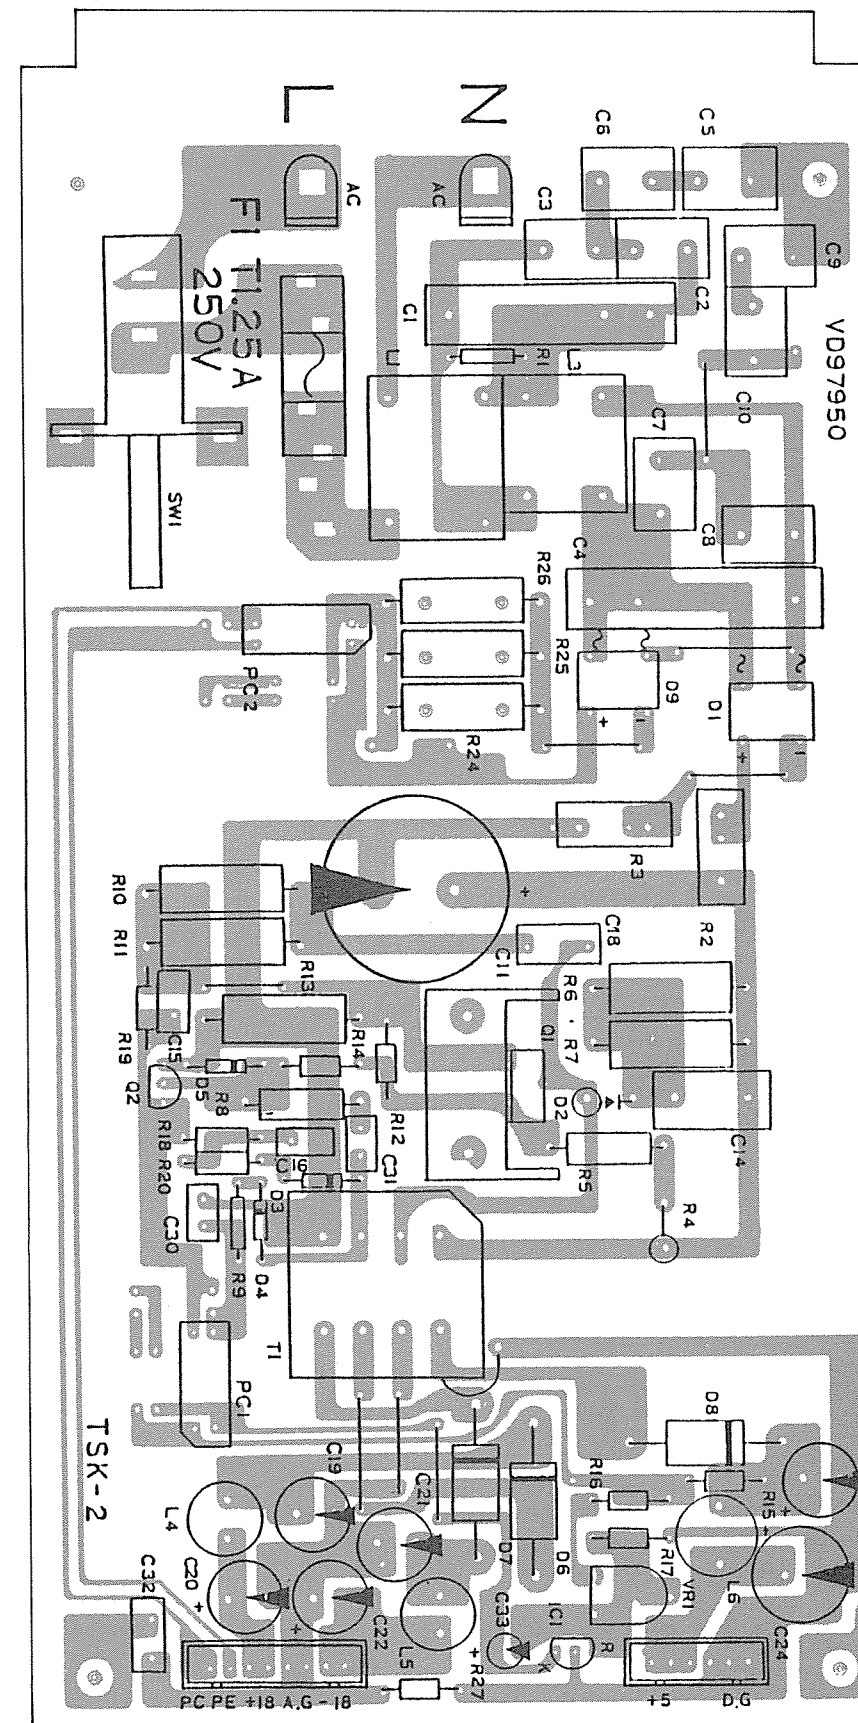 L
N
C6
C5
AC
AC
C3
C9
F1 T1.25A
250V
C2
C1
VD97950
R1
L3
C10
C7
SW1
C8
C4
R26
R25
PC2
D9
D1
R24
R3
R10
R2
R11
C18
C11
R13
R6
R7
R19
C15
Q1
R14
Q2
D5
R8
D2
R12
R18
C16
C31
C14
R20
R5
D3
R4
C30
R9
D4
T1
PC1
D8
TSK-2
C19
R16
C21
R15
L4
D7
D6
R17
VR1
L6
C32
C20
C22
C33
IC1
C24
K
R
L5
R27
PC PE +18 A.G -18
+5 D.G